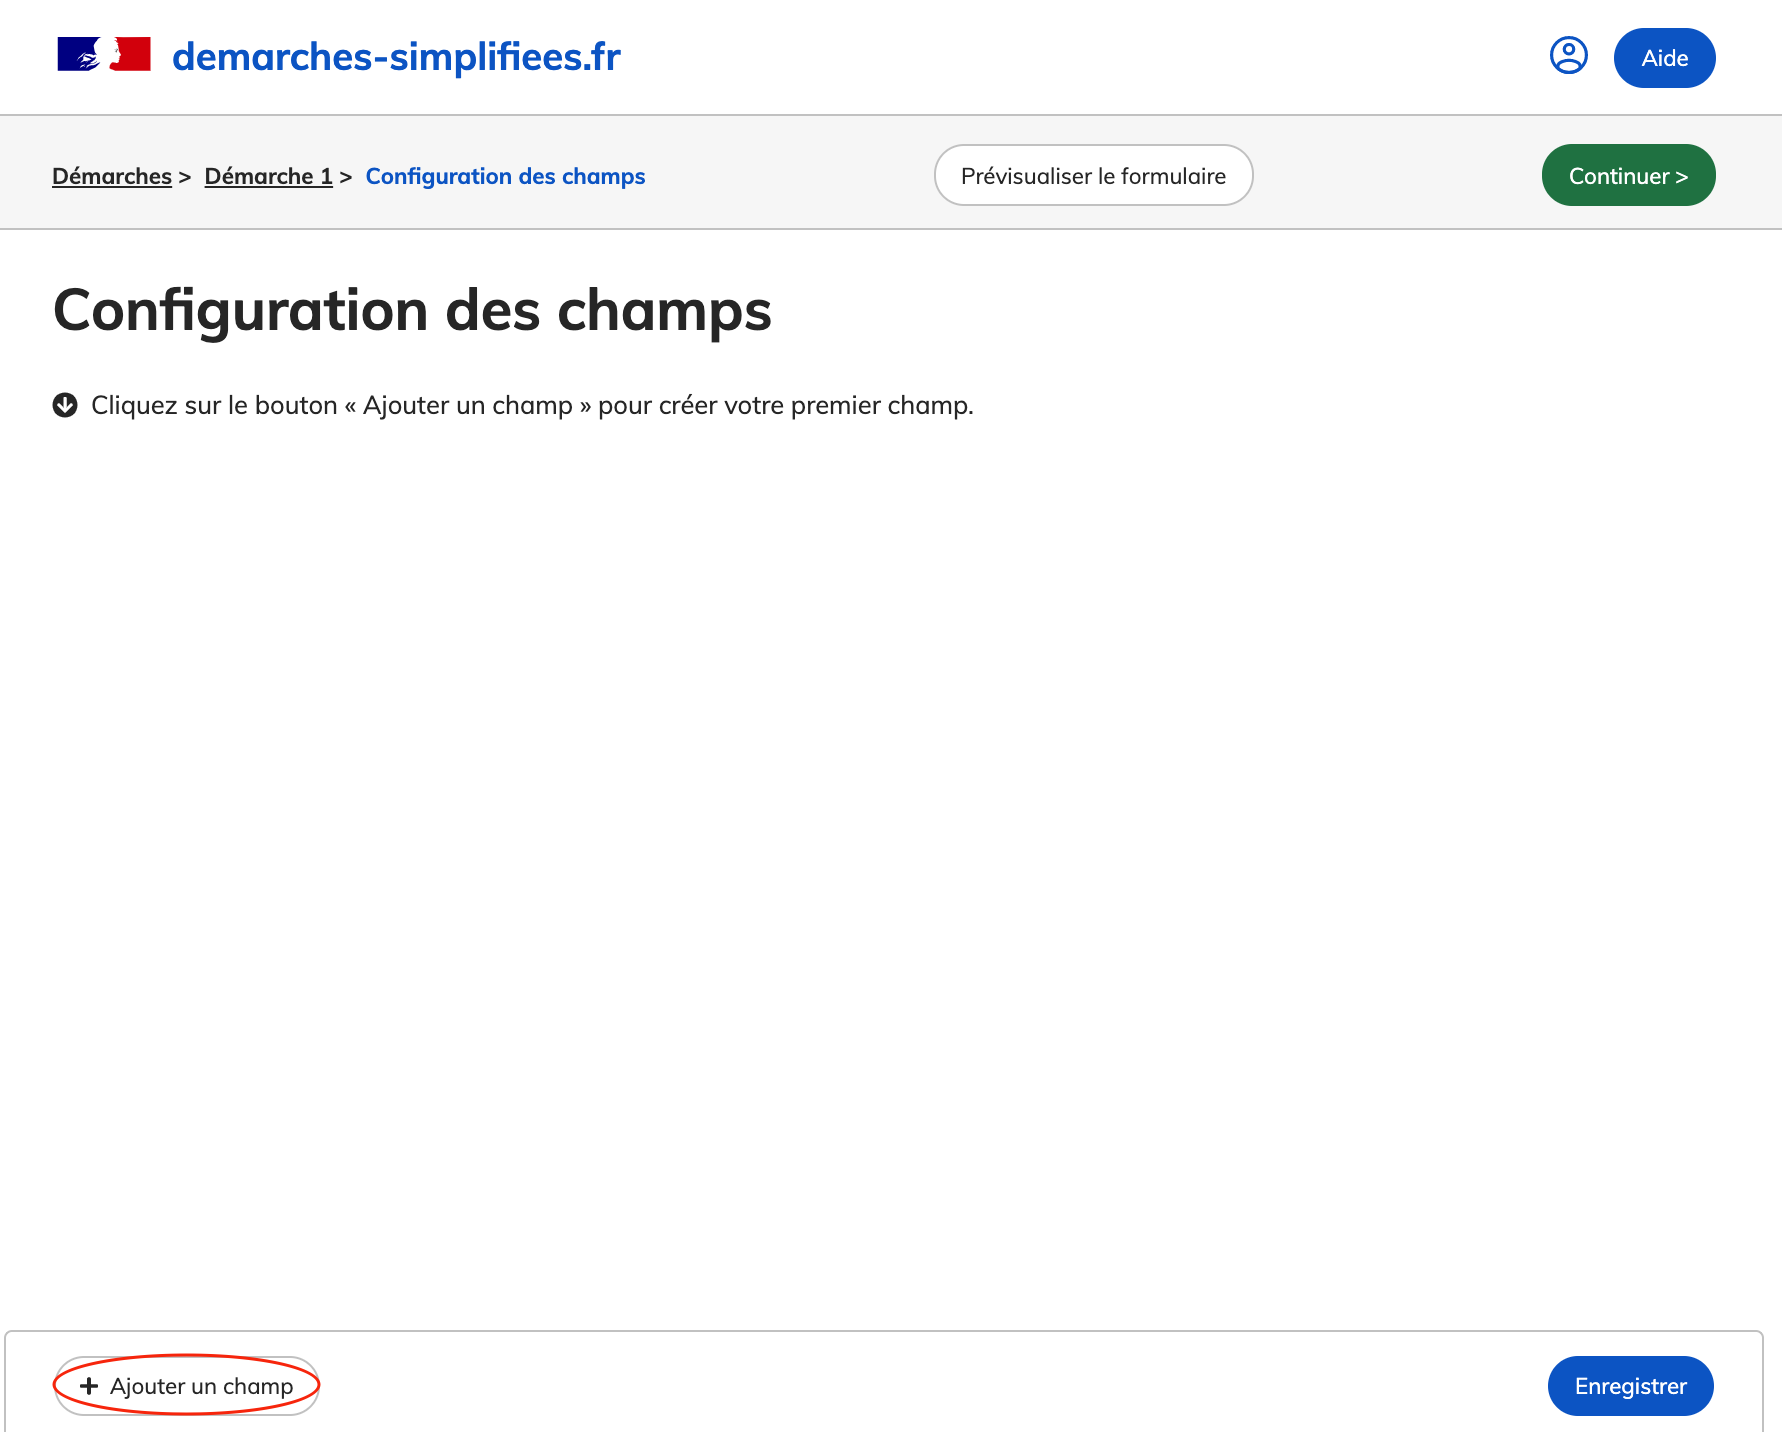 demarches-simplifiees.fr
Aide
Démarches > Démarche 1 > Configuration des champs
Prévisualiser le formulaire
Continuer >
Configuration des champs
Cliquez sur le bouton « Ajouter un champ » pour créer votre premier champ.
+ Ajouter un champ
Enregistrer